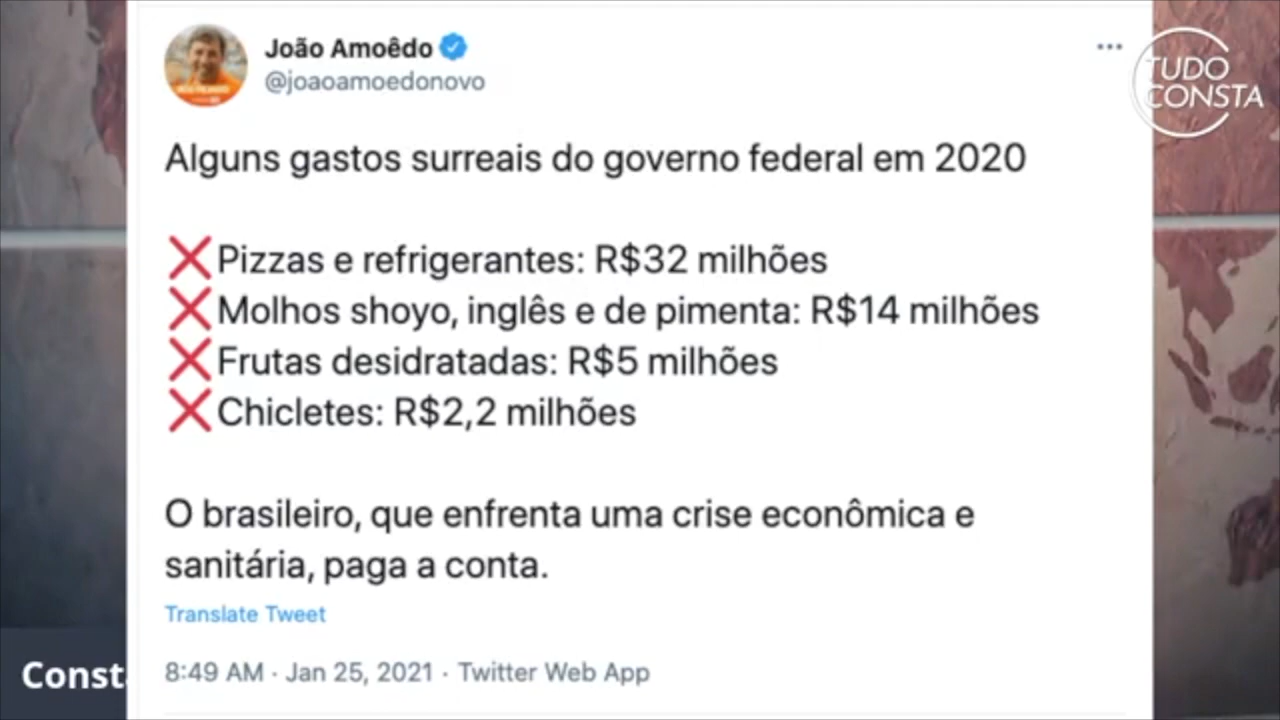 João Amoêdo
@joaoamoedonovo
TUDO
CONSTA
Alguns gastos surreais do governo federal em 2020
❌Pizzas e refrigerantes: R$32 milhões
❌Molhos shoyo, inglês e de pimenta: R$14 milhões
❌Frutas desidratadas: R$5 milhões
❌Chicletes: R$2,2 milhões
O brasileiro, que enfrenta uma crise econômica e
sanitária, paga a conta.
Translate Tweet
8:49 AM · Jan 25, 2021 · Twitter Web App
Const